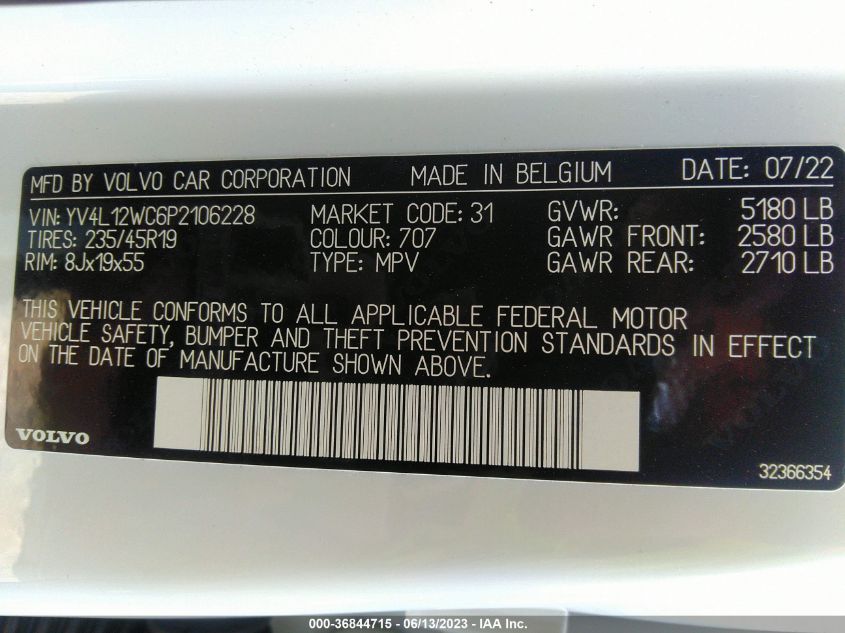 MFD BY VOLVO CAR CORPORATION MADE IN BELGIUM DATE: 07/22
VIN: YV4L12WC6P2106228 MARKET CODE: 31 GVWR: 5180 LB
TIRES: 235/45R19 COLOUR: 707 GAWR FRONT: 2580 LB
RIM: 8Jx19x55 TYPE: MPV GAWR REAR: 2710 LB
THIS VEHICLE CONFORMS TO ALL APPLICABLE FEDERAL MOTOR
VEHICLE SAFETY, BUMPER AND THEFT PREVENTION STANDARDS IN EFFECT
ON THE DATE OF MANUFACTURE SHOWN ABOVE.
VOLVO
32366354
000-36844715 - 06/13/2023 - IAA Inc.